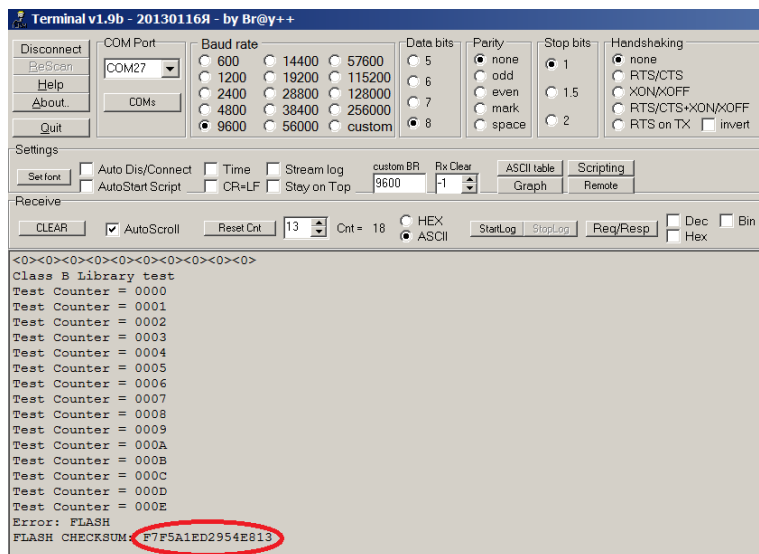 Terminal v1.9b - 20130116Я - by Br@y++
Disconnect
ReScan
Help
About..
Quit
COM Port
COM27
COMs
Baud rate
600 14400 57600
1200 19200 115200
2400 28800 128000
4800 38400 256000
9600 56000 custom
Data bits
5
6
7
8
Parity
none
odd
even
mark
space
Stop bits
1
1.5
2
Handshaking
none
RTS/CTS
XON/XOFF
RTS/CTS+XON/XOFF
RTS on TX invert
Settings
Set font
Auto Dis/Connect Time Stream log
AutoStart Script CR=LF Stay on Top
custom BR Rx Clear
9600 -1
ASCII table Scripting
Graph Remote
Receive
CLEAR AutoScroll Reset Cnt 13 Cnt = 18
HEX
ASCII
StartLog StopLog Req/Resp
Dec Bin
Hex
<0><0><0><0><0><0><0><0><0><0>
Class B Library test
Test Counter = 0000
Test Counter = 0001
Test Counter = 0002
Test Counter = 0003
Test Counter = 0004
Test Counter = 0005
Test Counter = 0006
Test Counter = 0007
Test Counter = 0008
Test Counter = 0009
Test Counter = 000A
Test Counter = 000B
Test Counter = 000C
Test Counter = 000D
Test Counter = 000E
Error: FLASH
FLASH CHECKSUM: F7F5A1ED2954E813